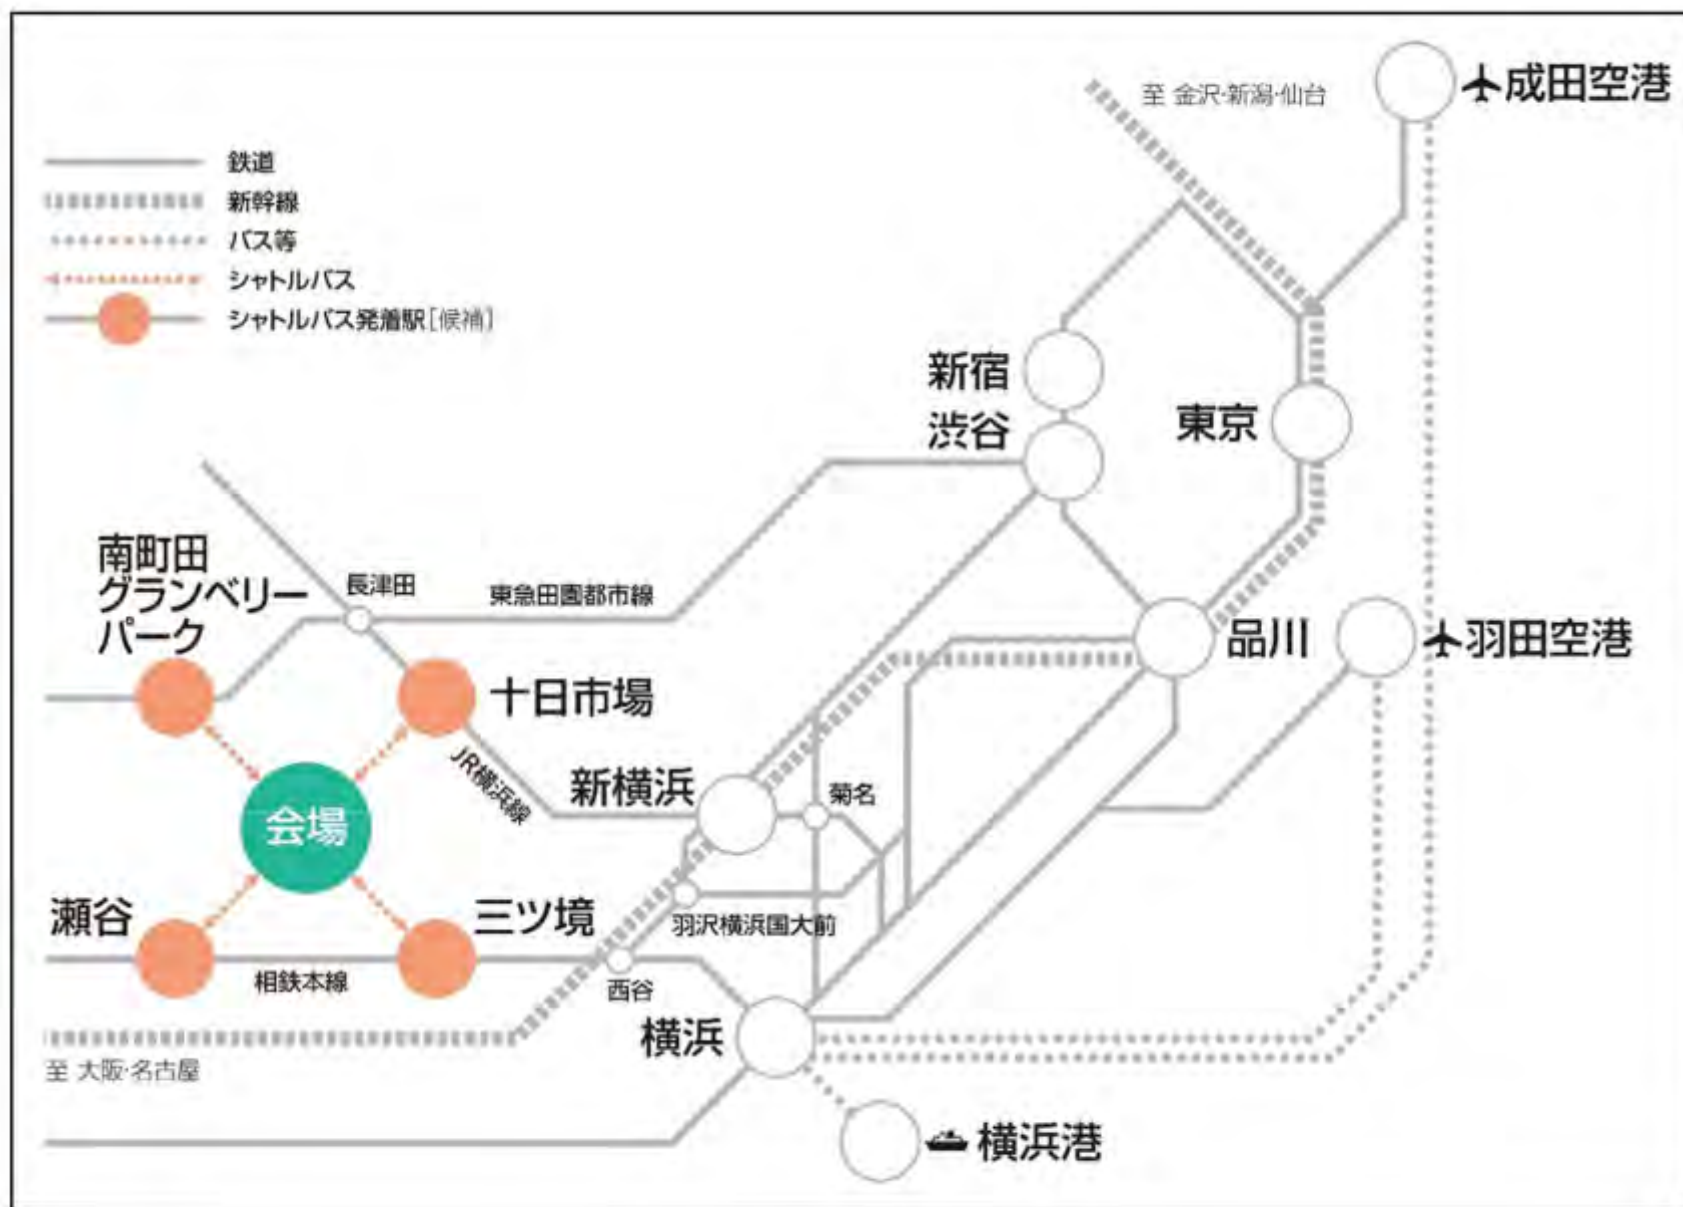 至 金沢・新潟・仙台
成田空港
鉄道
新幹線
バス等
シャトルバス
シャトルバス発着駅[候補]
新宿
渋谷
東京
南町田
グランベリー
パーク
長津田
東急田園都市線
品川
羽田空港
十日市場
JR横浜線
新横浜
菊名
会場
瀬谷
三ツ境
羽沢横浜国大前
相鉄本線
西谷
横浜
至 大阪・名古屋
横浜港